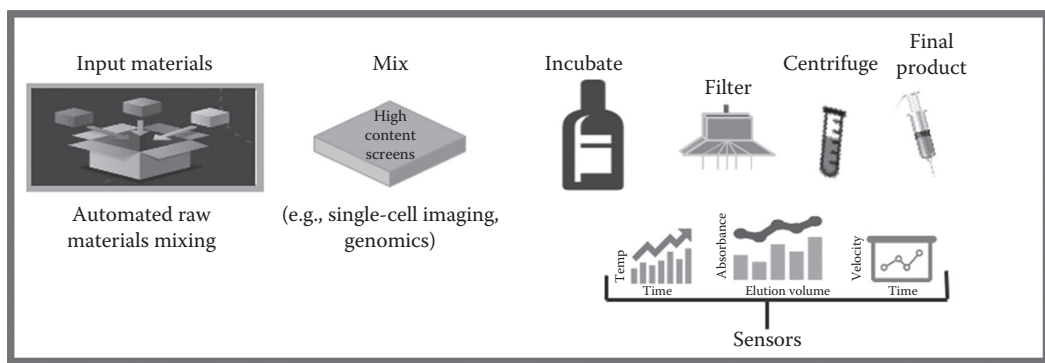 Input materials
Mix
Incubate
Filter
Centrifuge
Final
product
High
content
screens
Automated raw
materials mixing
(e.g., single-cell imaging,
genomics)
Temp
Time
Absorbance
Elution volume
Velocity
Time
Sensors